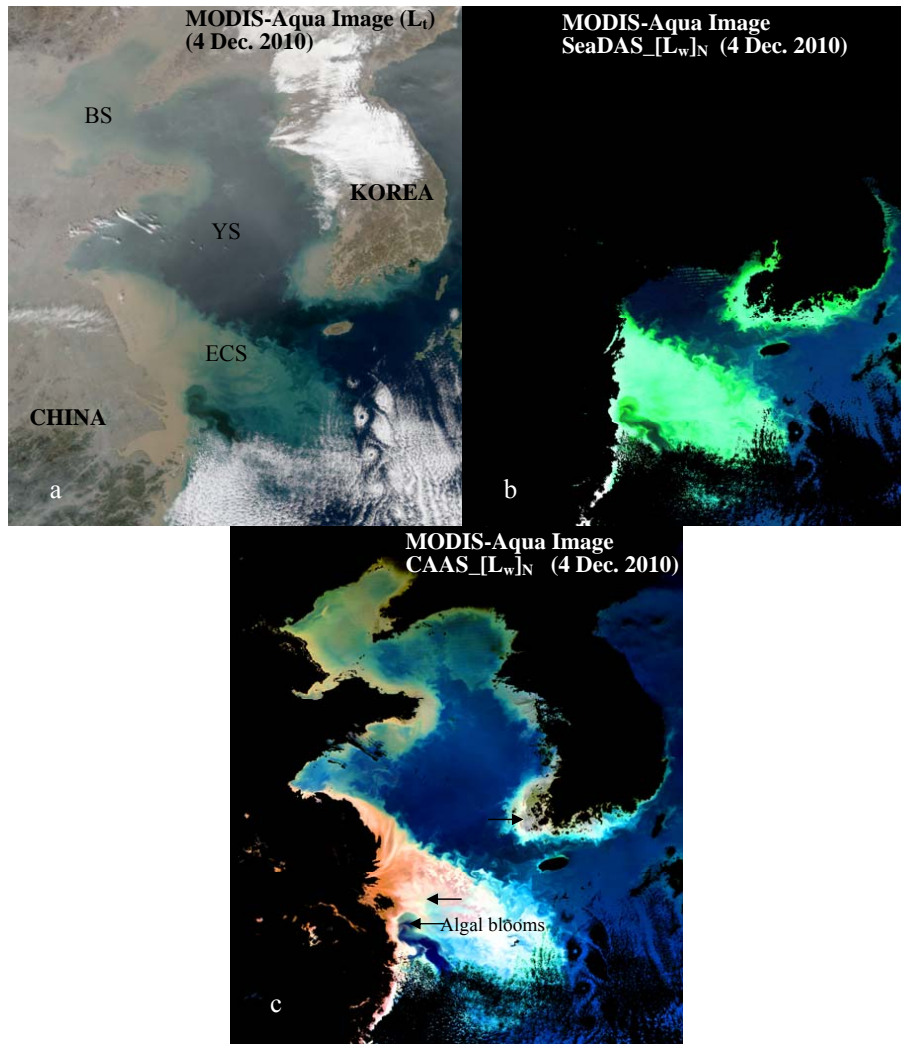 MODIS-Aqua Image (Lt)
(4 Dec. 2010)
BS
KOREA
YS
ECS
CHINA
a
MODIS-Aqua Image
SeaDAS_[Lw]N (4 Dec. 2010)
b
MODIS-Aqua Image
CAAS_[Lw]N (4 Dec. 2010)
Algal blooms
c